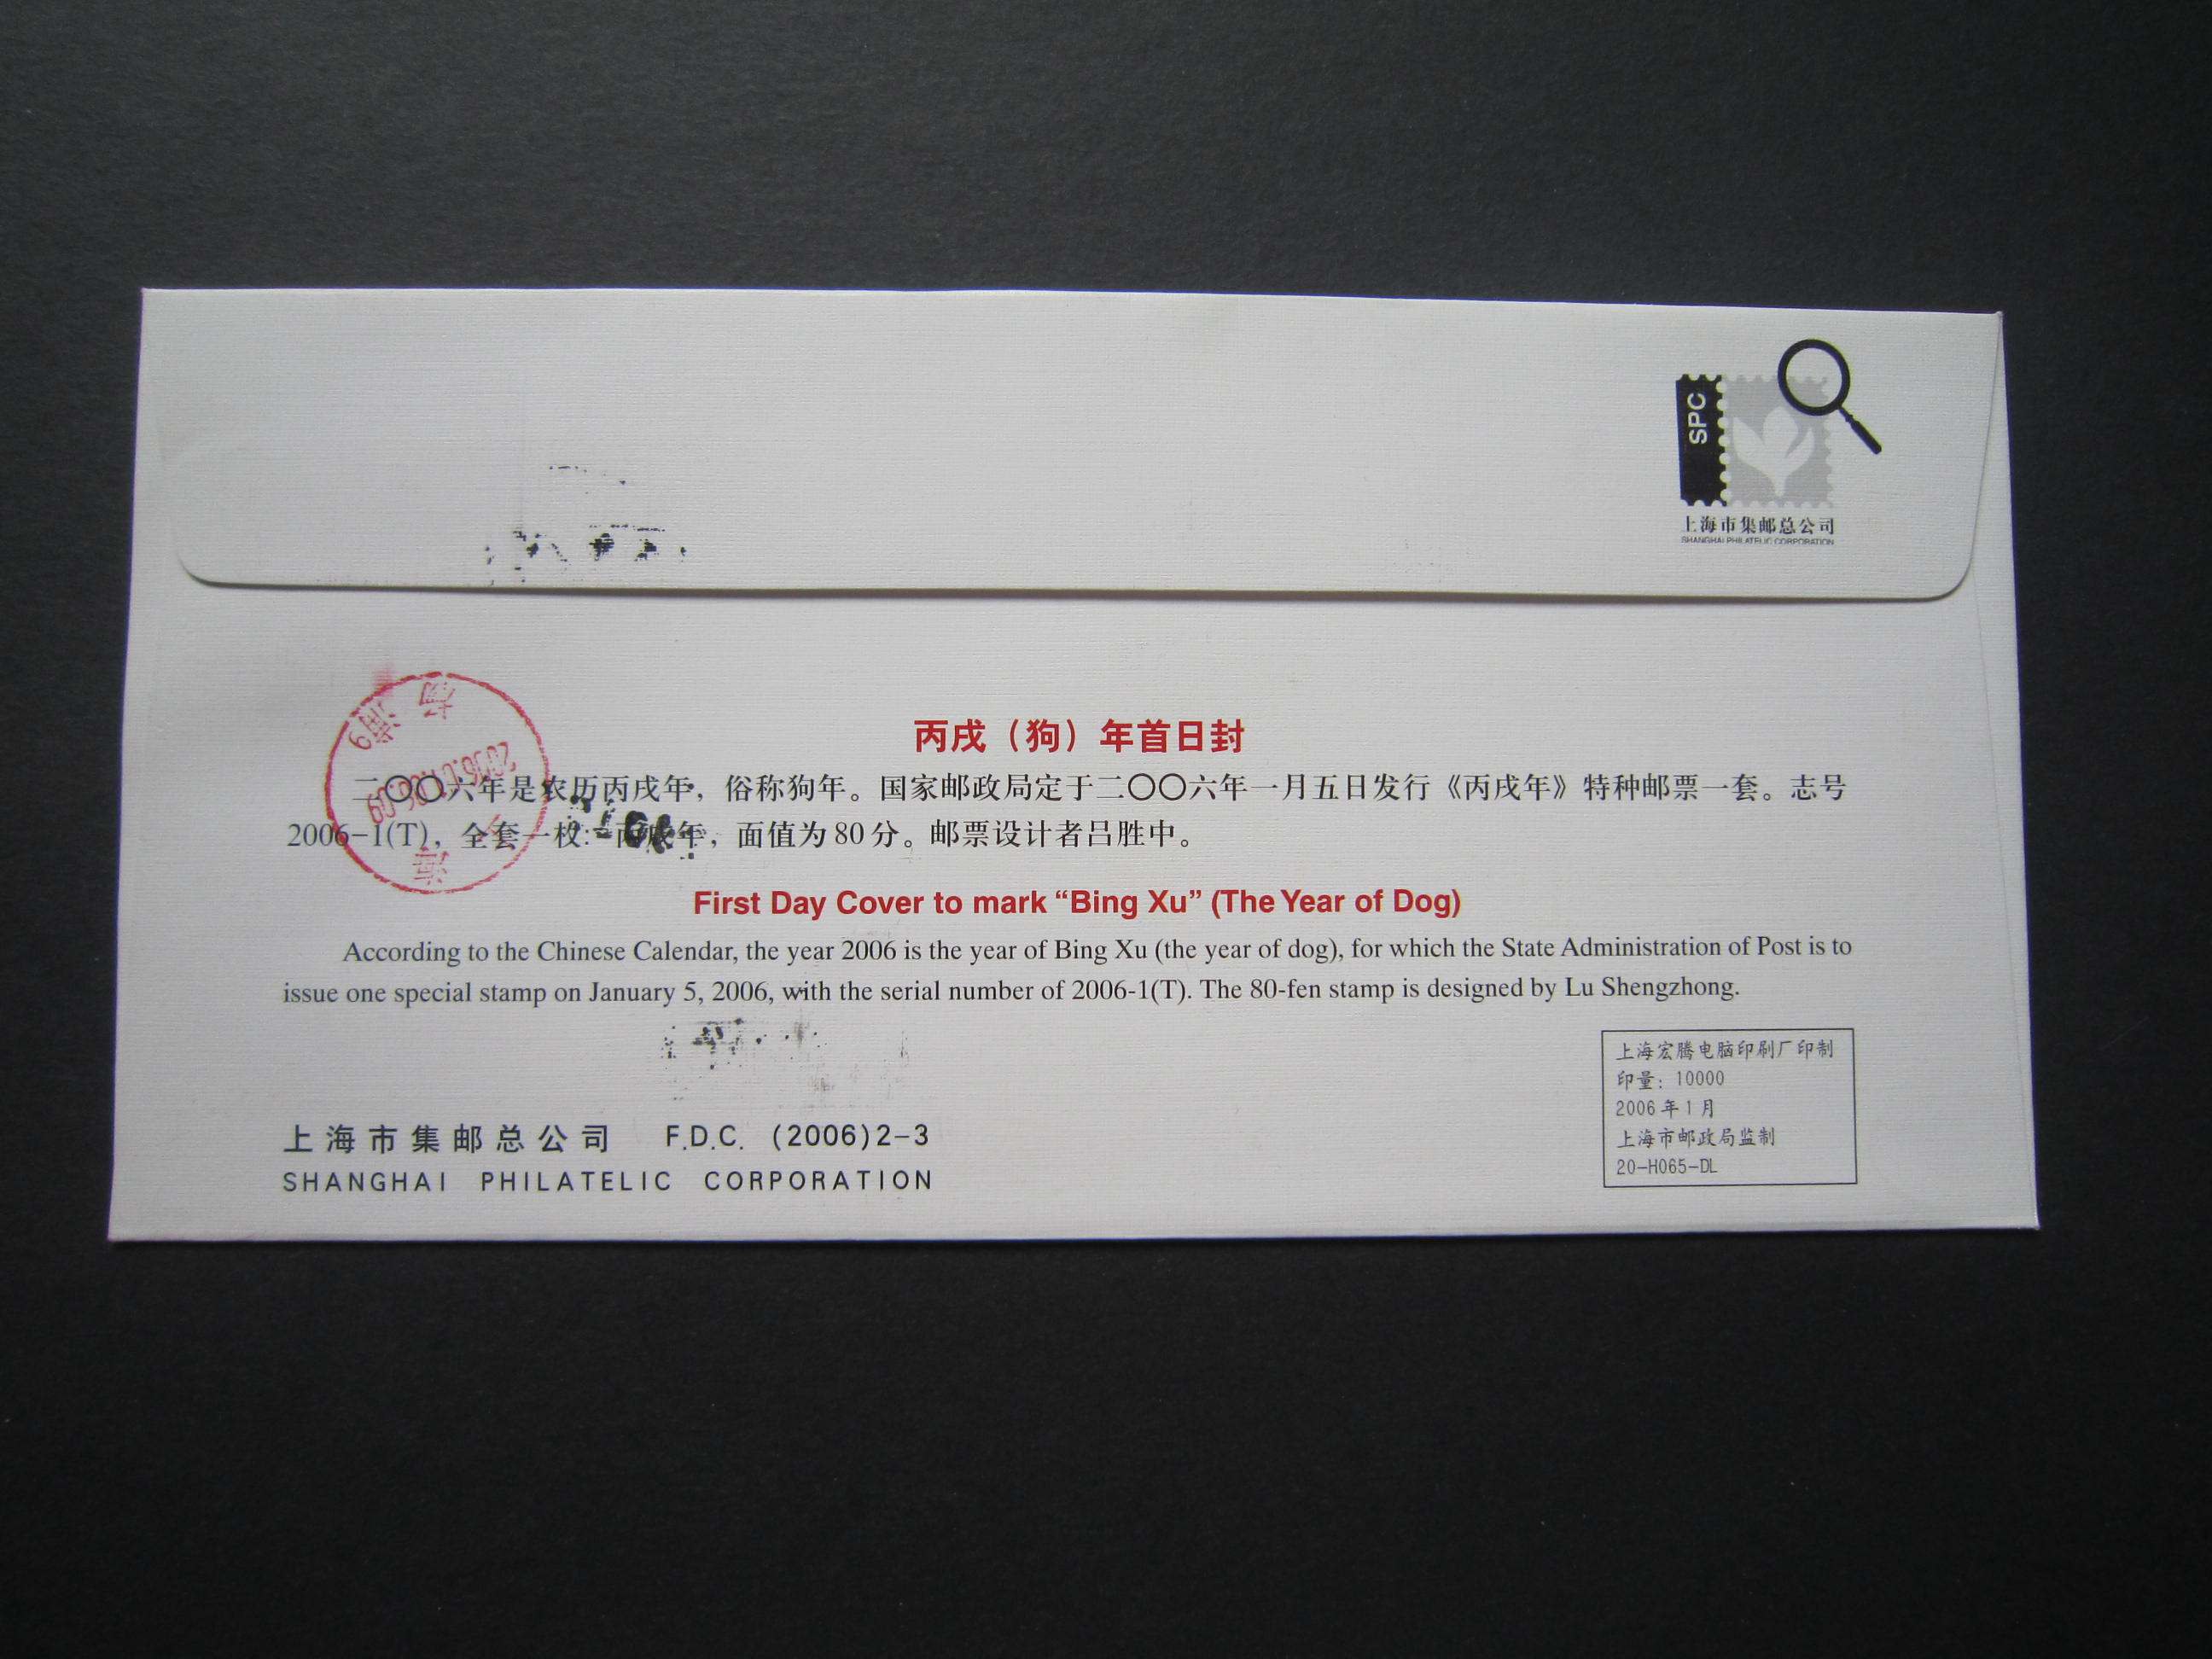 SPC
上海市集邮总公司
SHANGHAI PHILATELIC CORPORATION
丙戌（狗）年首日封
二〇〇六年是农历丙戌年，俗称狗年。国家邮政局定于二〇〇六年一月五日发行《丙戌年》特种邮票一套。志号
2006-1(T)，全套一枚：丙戌年，面值为80分。邮票设计者吕胜中。
First Day Cover to mark “Bing Xu” (The Year of Dog)
According to the Chinese Calendar, the year 2006 is the year of Bing Xu (the year of dog), for which the State Administration of Post is to
issue one special stamp on January 5, 2006, with the serial number of 2006-1(T). The 80-fen stamp is designed by Lu Shengzhong.
上海宏腾电脑印刷厂印制
印量：10000
2006年1月
上海市邮政局监制
20-H065-DL
上海市集邮总公司 F.D.C. (2006)2-3
SHANGHAI PHILATELIC CORPORATION